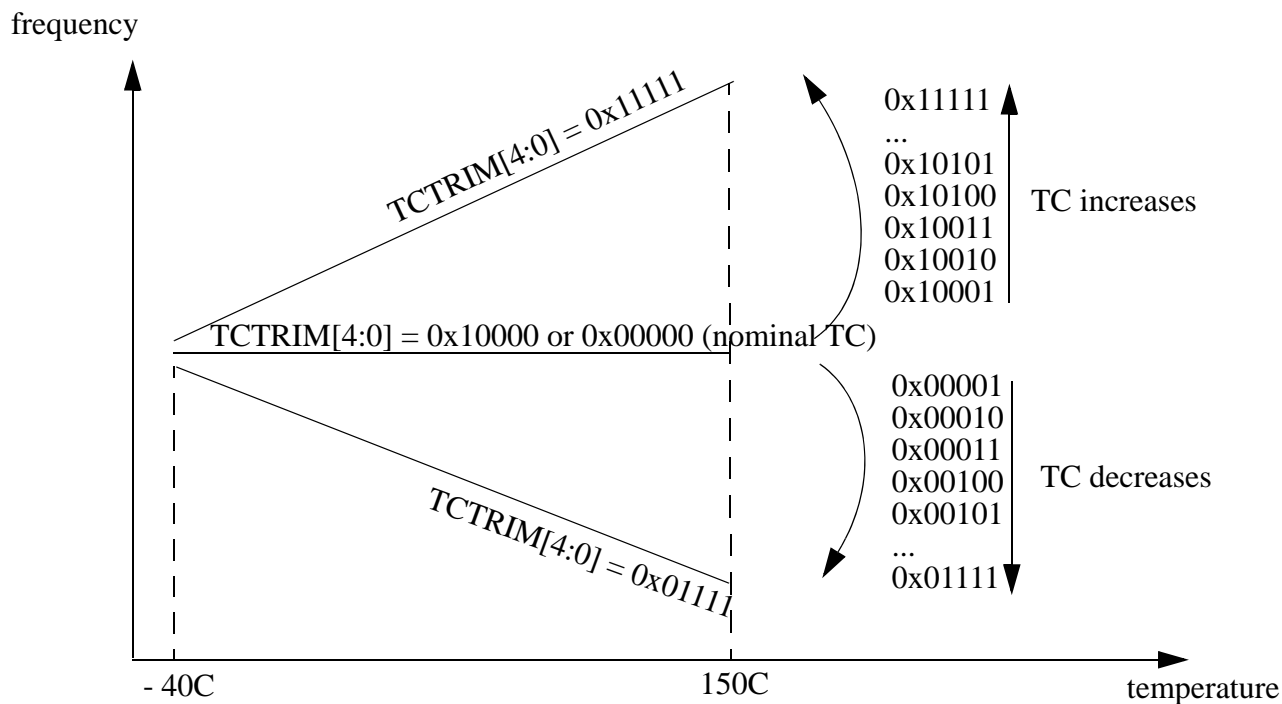 frequency
TCTRIM[4:0] = 0x11111
0x11111
...
0x10101
0x10100
0x10011
0x10010
0x10001
TC increases
TCTRIM[4:0] = 0x10000 or 0x00000 (nominal TC)
0x00001
0x00010
0x00011
0x00100
0x00101
...
0x01111
TC decreases
TCTRIM[4:0] = 0x01111
- 40C
150C
temperature